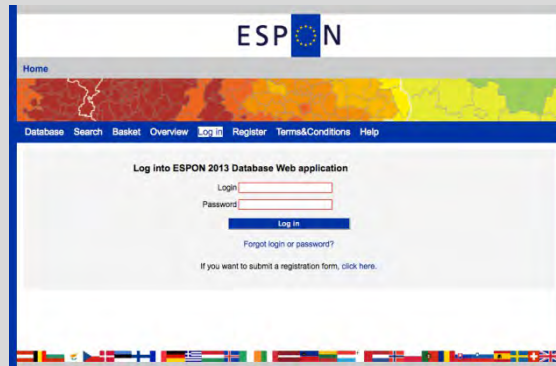 ESPON
Home
Database Search Basket Overview Log in Register Terms&Conditions Help
Log into ESPON 2013 Database Web application
Login
Password
Log In
Forgot login or password?
If you want to submit a registration form, click here.